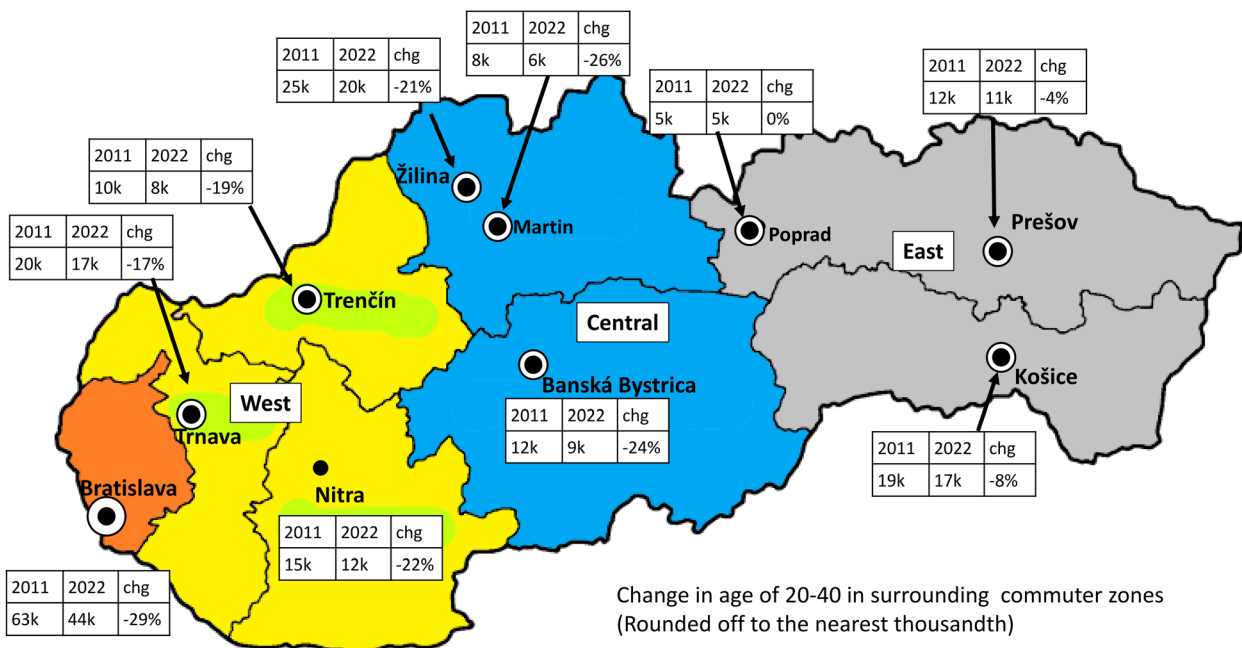 2011 2022 chg
8k 6k -26%
2011 2022 chg
25k 20k -21%
2011 2022 chg
12k 11k -4%
2011 2022 chg
5k 5k 0%
2011 2022 chg
10k 8k -19%
Žilina
Martin
Poprad
Prešov
2011 2022 chg
20k 17k -17%
East
Trenčín
Central
Košice
Banská Bystrica
West
Trnava
2011 2022 chg
12k 9k -24%
2011 2022 chg
19k 17k -8%
Bratislava
Nitra
2011 2022 chg
15k 12k -22%
2011 2022 chg
63k 44k -29%
Change in age of 20-40 in surrounding commuter zones
(Rounded off to the nearest thousandth)